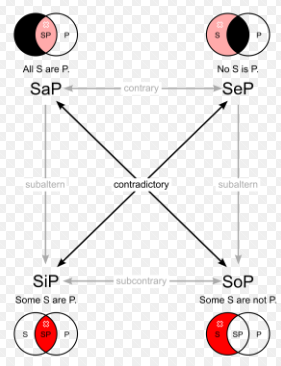 SP P
S P
All S are P. No S is P.
SaP contrary SeP
subaltern contradictory subaltern
SiP subcontrary SoP
Some S are P. Some S are not P.
S SP P
S SP P